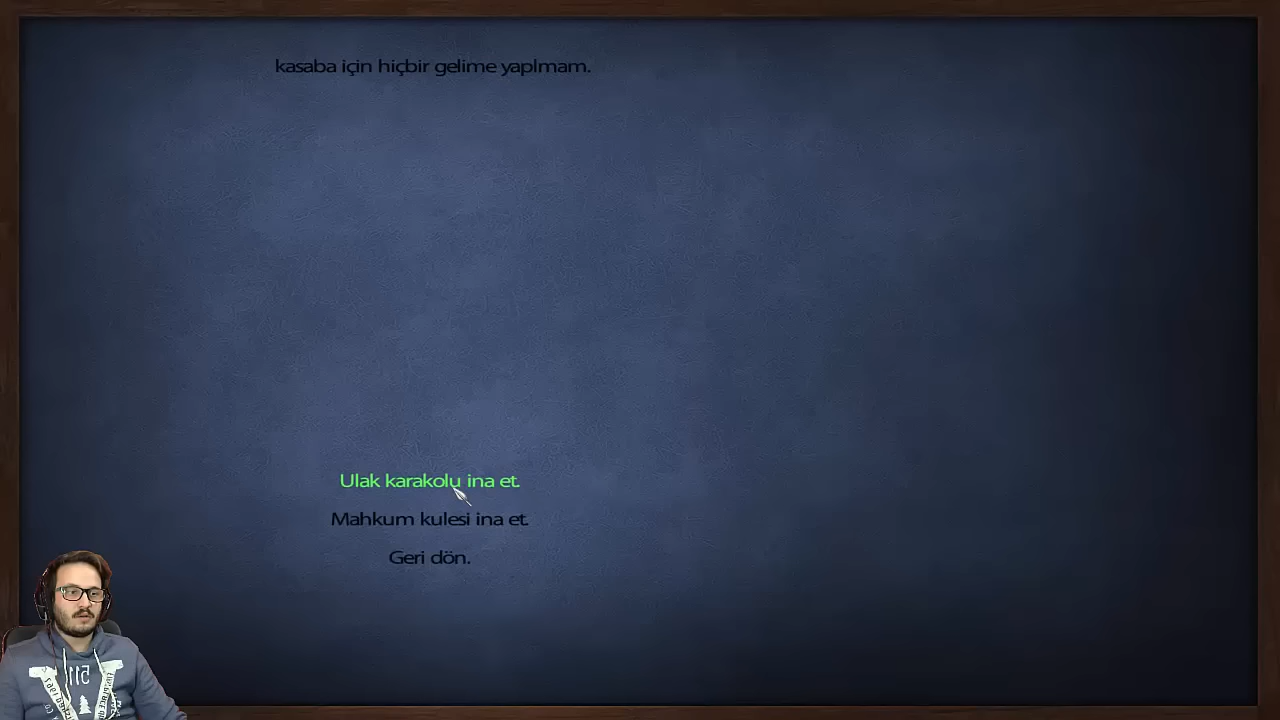 kasaba için hiçbir gelime yaplmam.
Ulak karakolu ina et.
Mahkum kulesi ina et.
Geri dön.